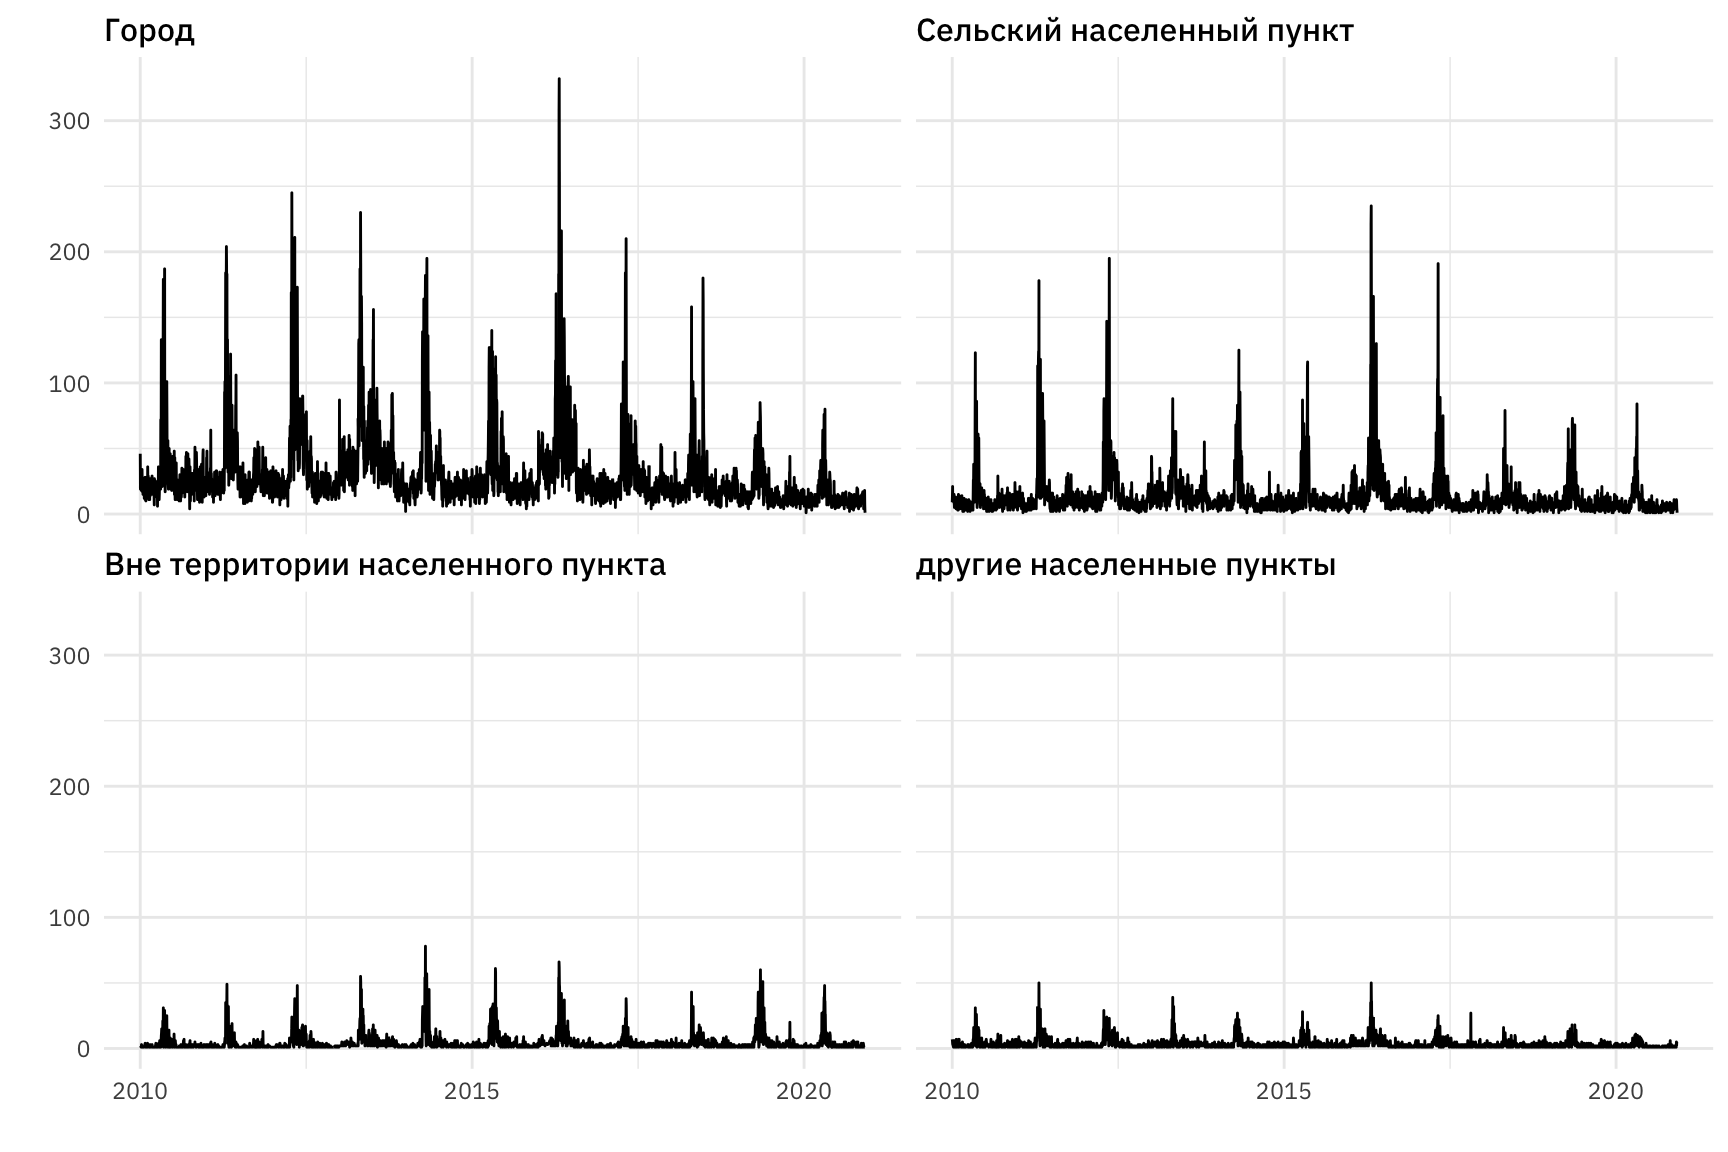 Город
Сельский населенный пункт
300
200
100
0
Вне территории населенного пункта
другие населенные пункты
300
200
100
0
2010 2015 2020 2010 2015 2020